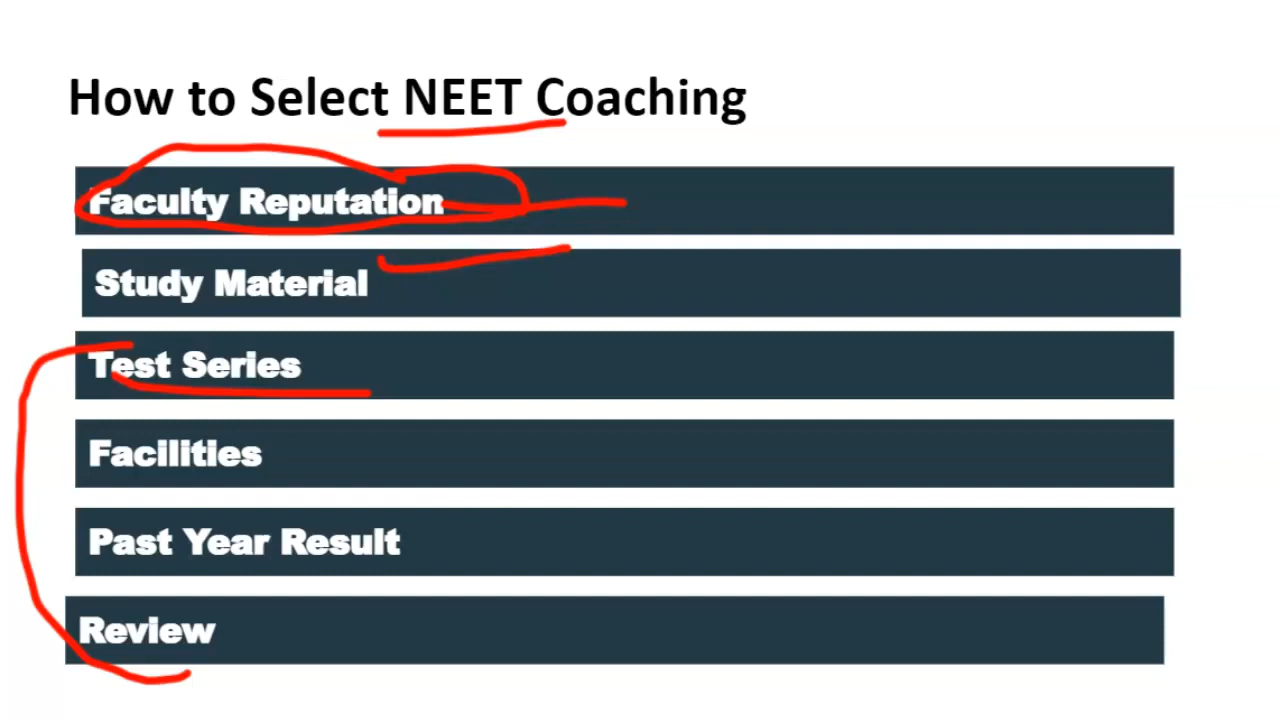 How to Select NEET Coaching
Faculty Reputation
Study Material
Test Series
Facilities
Past Year Result
Review